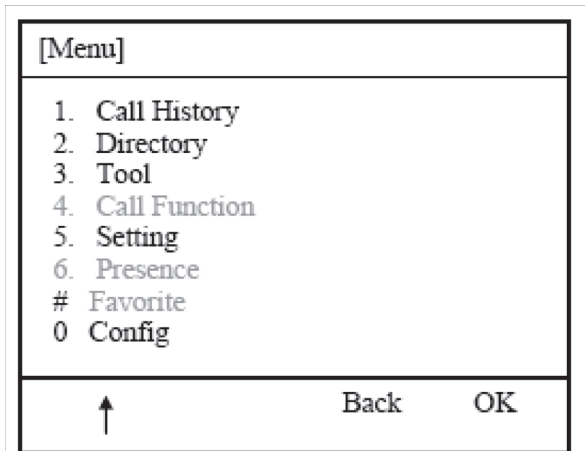 [Menu]
1. Call History
2. Directory
3. Tool
4. Call Function
5. Setting
6. Presence
# Favorite
0 Config
↑ Back OK